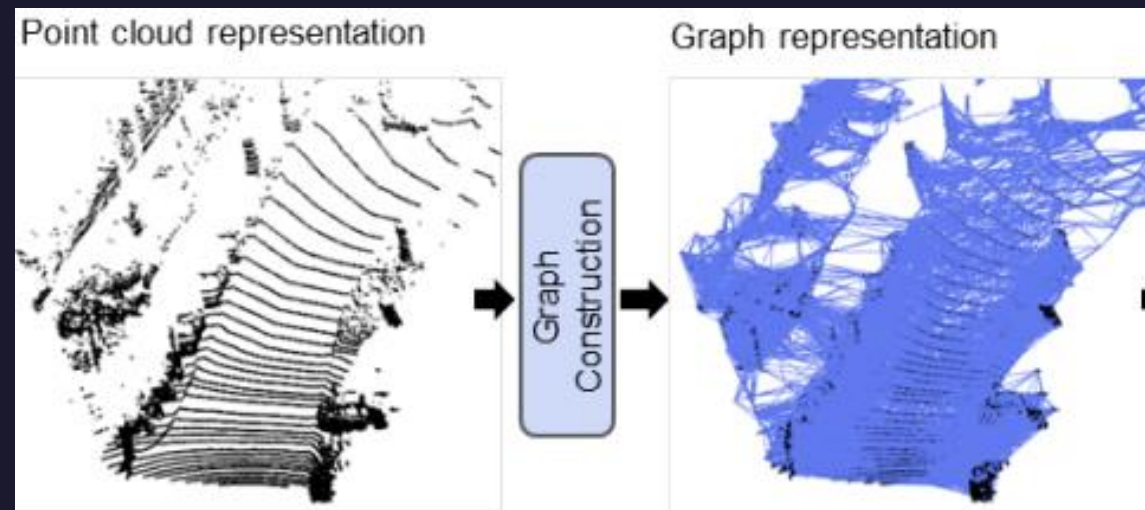 Point cloud representation
Graph representation
Graph
Construction